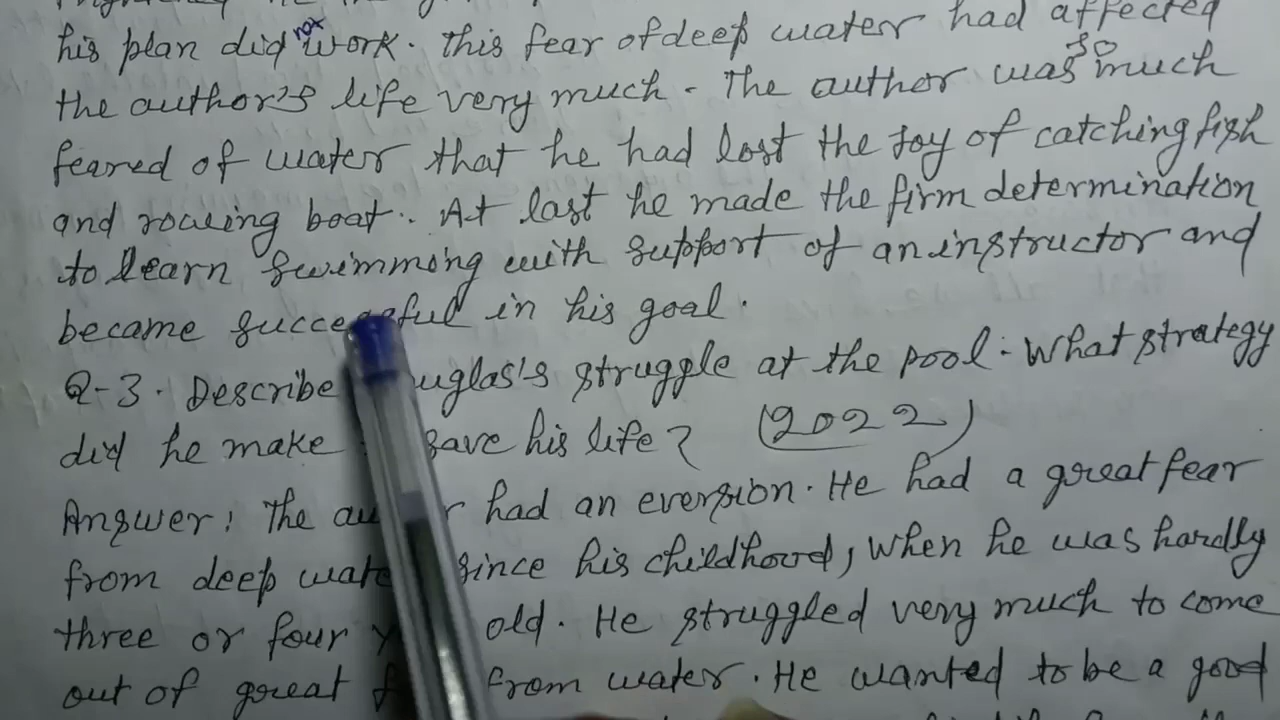 his plan did not work. This fear of deep water had affected
the author's life very much. The author was so much
feared of water that he had lost the joy of catching fish
and rowing boat.. At last he made the firm determination
to learn swimming with support of an instructor and
became successful in his goal.
Q-3. Describe uglas's struggle at the pool. What strategy
did he make save his life? (2022)
Answer: The au r had an eversion. He had a great fear
from deep wate since his childhood, when he was hardly
three or four y old. He struggled very much to come
out of great f from water. He wanted to be a good